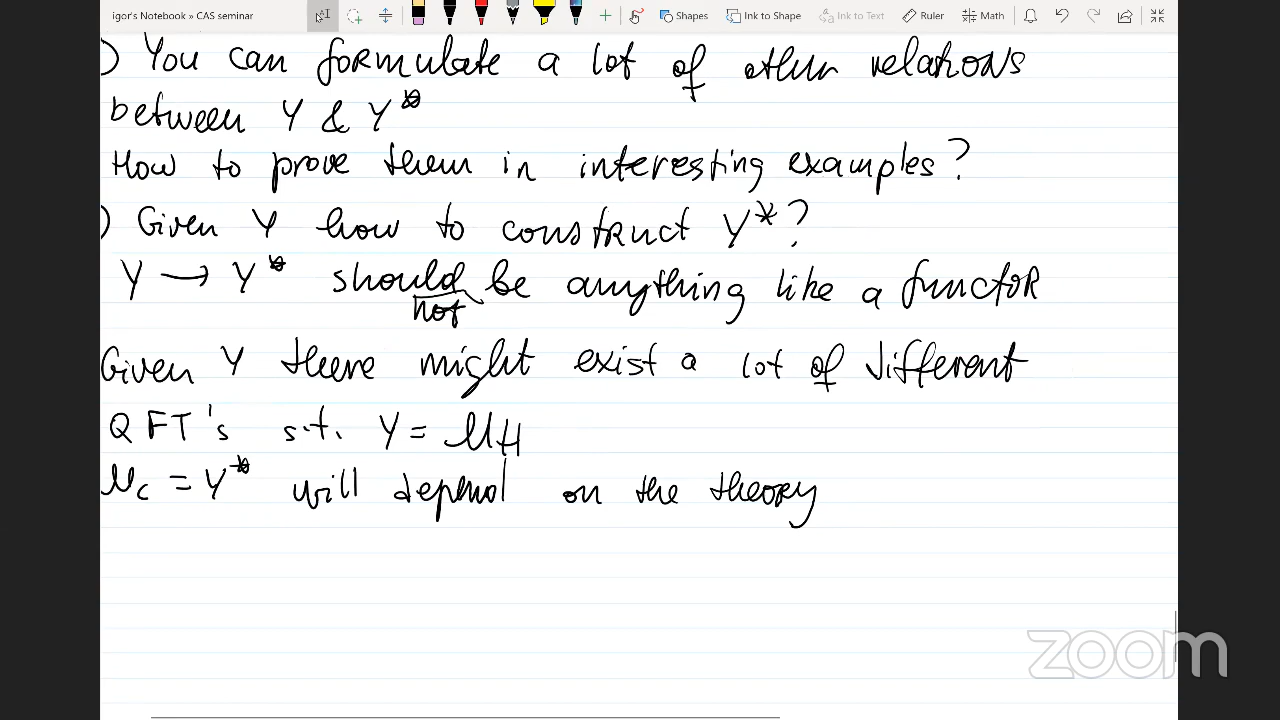 igor's Notebook » CAS seminar
Shapes Ink to Shape Ink to Text Ruler Math
) You can formulate a lot of other relations
between Y & Y*
How to prove them in interesting examples?
) Given Y how to construct Y*?
Y → Y* should be anything like a functor
not
Given Y there might exist a lot of different
QFT's s.t. Y = M_H
M_C = Y* will depend on the theory
zoom